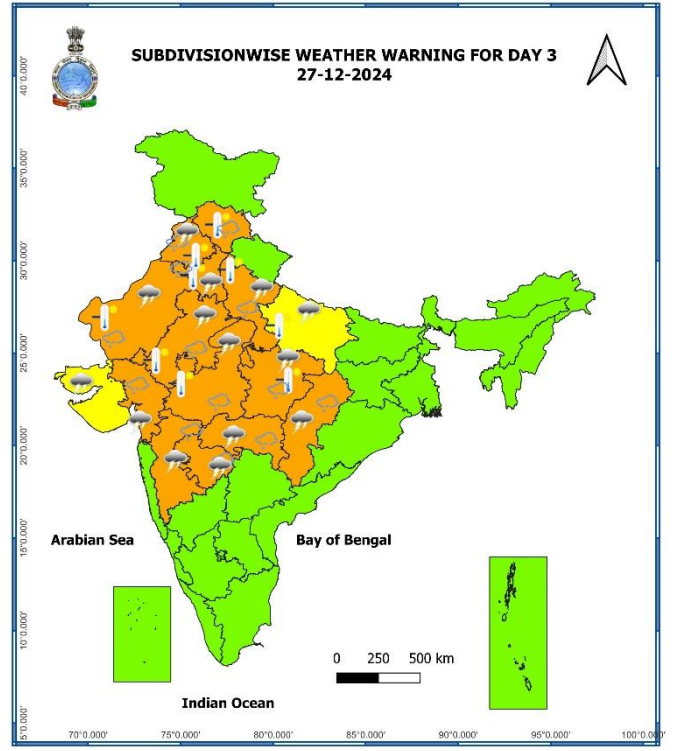 SUBDIVISIONWISE WEATHER WARNING FOR DAY 3
27-12-2024
40°0.000'
35°0.000'
30°0.000'
25°0.000'
20°0.000'
15°0.000'
10°0.000'
5°0.000'
Arabian Sea
Bay of Bengal
0 250 500 km
Indian Ocean
70°0.000' 75°0.000' 80°0.000' 85°0.000' 90°0.000' 95°0.000' 100°0.000'